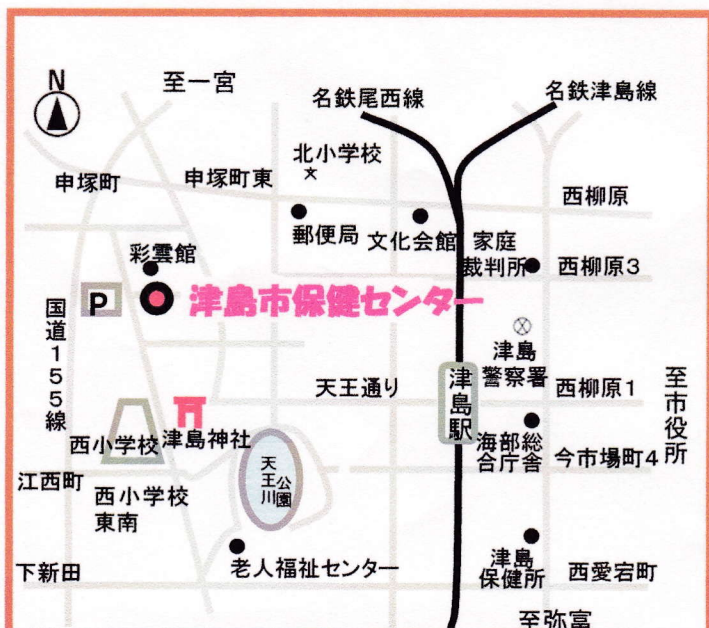 N
至一宮
名鉄尾西線
名鉄津島線
北小学校
申塚町
申塚町東
西柳原
郵便局
文化会館
家庭
裁判所
西柳原3
彩雲館
P
津島市保健センター
国道155線
津島
警察署
天王通り
津島駅
西柳原1
至市役所
西小学校
津島神社
海部総
合庁舎
今市場町4
天王川
公園
江西町
西小学校
東南
老人福祉センター
津島
保健所
下新田
西愛宕町
至弥富